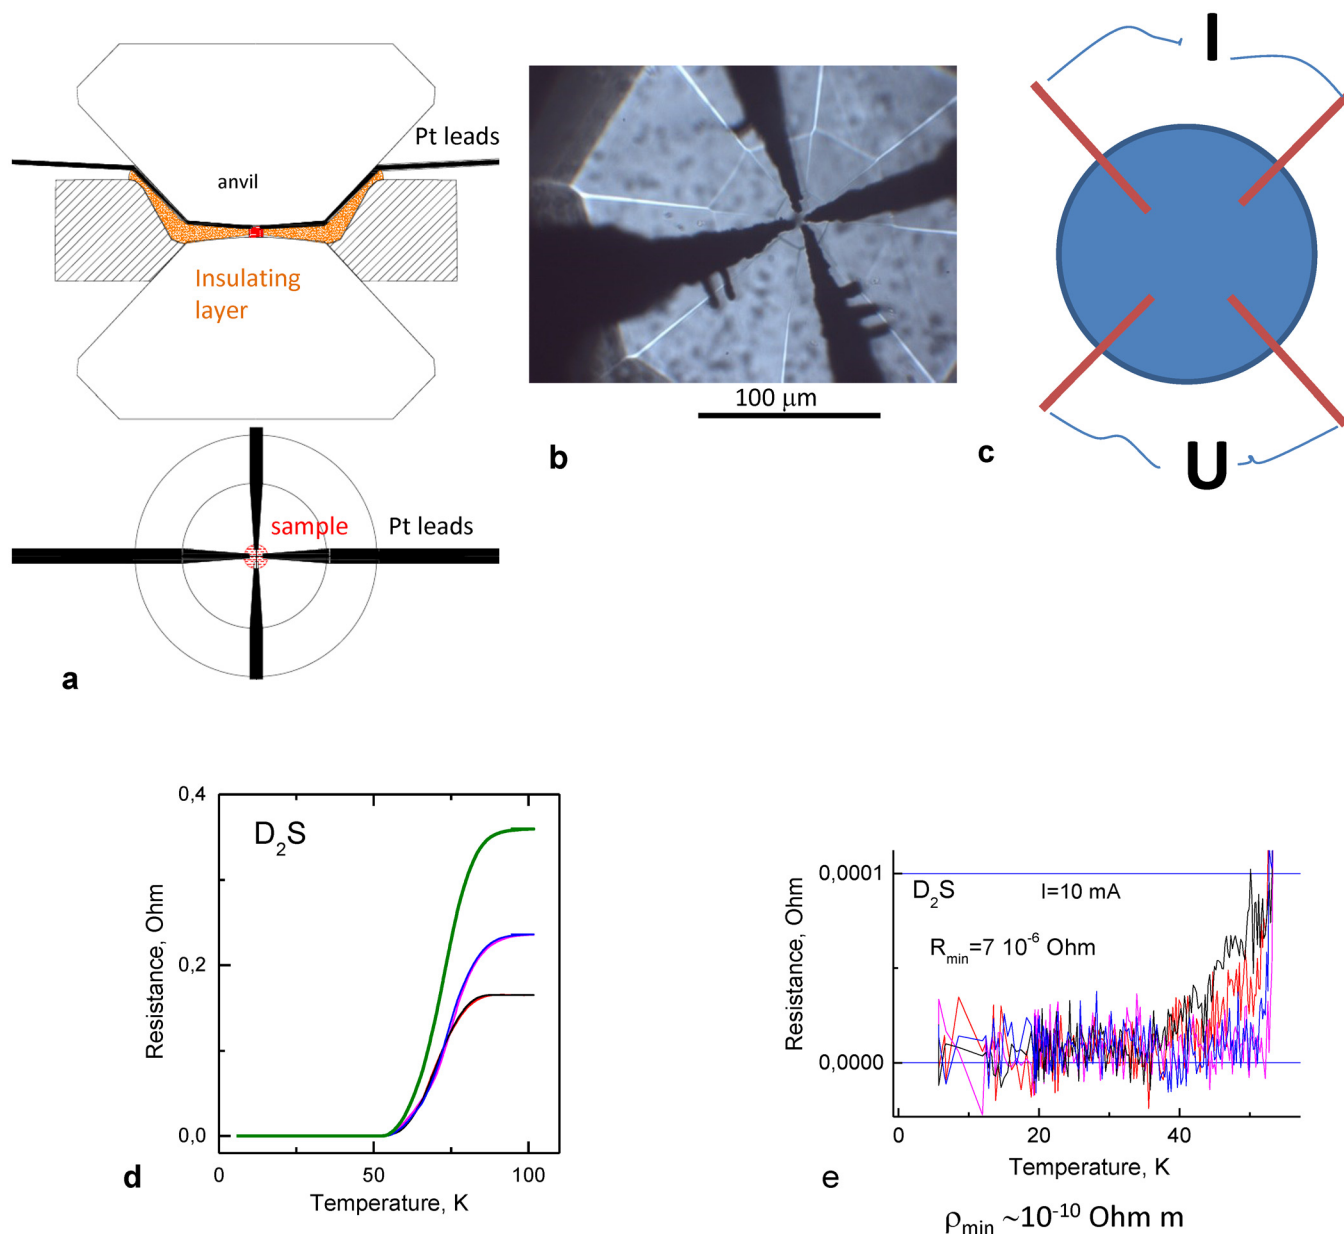 Pt leads
anvil
Insulating
layer
sample
Pt leads
a
100 μm
b
I
U
c
0,4
0,2
0,0
Resistance, Ohm
D₂S
0
50
100
Temperature, K
d
0,0001
0,0000
Resistance, Ohm
D₂S I=10 mA
R_min=7 10⁻⁶ Ohm
0
20
40
Temperature, K
e
ρ_min ~10⁻¹⁰ Ohm m